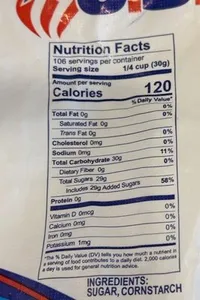 Nutrition Facts
106 servings per container
Serving size 1/4 cup (30g)
Amount per serving
Calories 120
% Daily Value*
Total Fat 0g 0%
Saturated Fat 0g 0%
Trans Fat 0g
Cholesterol 0mg 0%
Sodium 0mg 0%
Total Carbohydrate 30g 11%
Dietary Fiber 0g 0%
Total Sugars 29g
Includes 29g Added Sugars 58%
Protein 0g
Vitamin D 0mcg 0%
Calcium 0mg 0%
Iron 0mg 0%
Potassium 1mg 0%
*The % Daily Value (DV) tells you how much a nutrient in
a serving of food contributes to a daily diet. 2,000 calories
a day is used for general nutrition advice.
INGREDIENTS:
SUGAR, CORNSTARCH